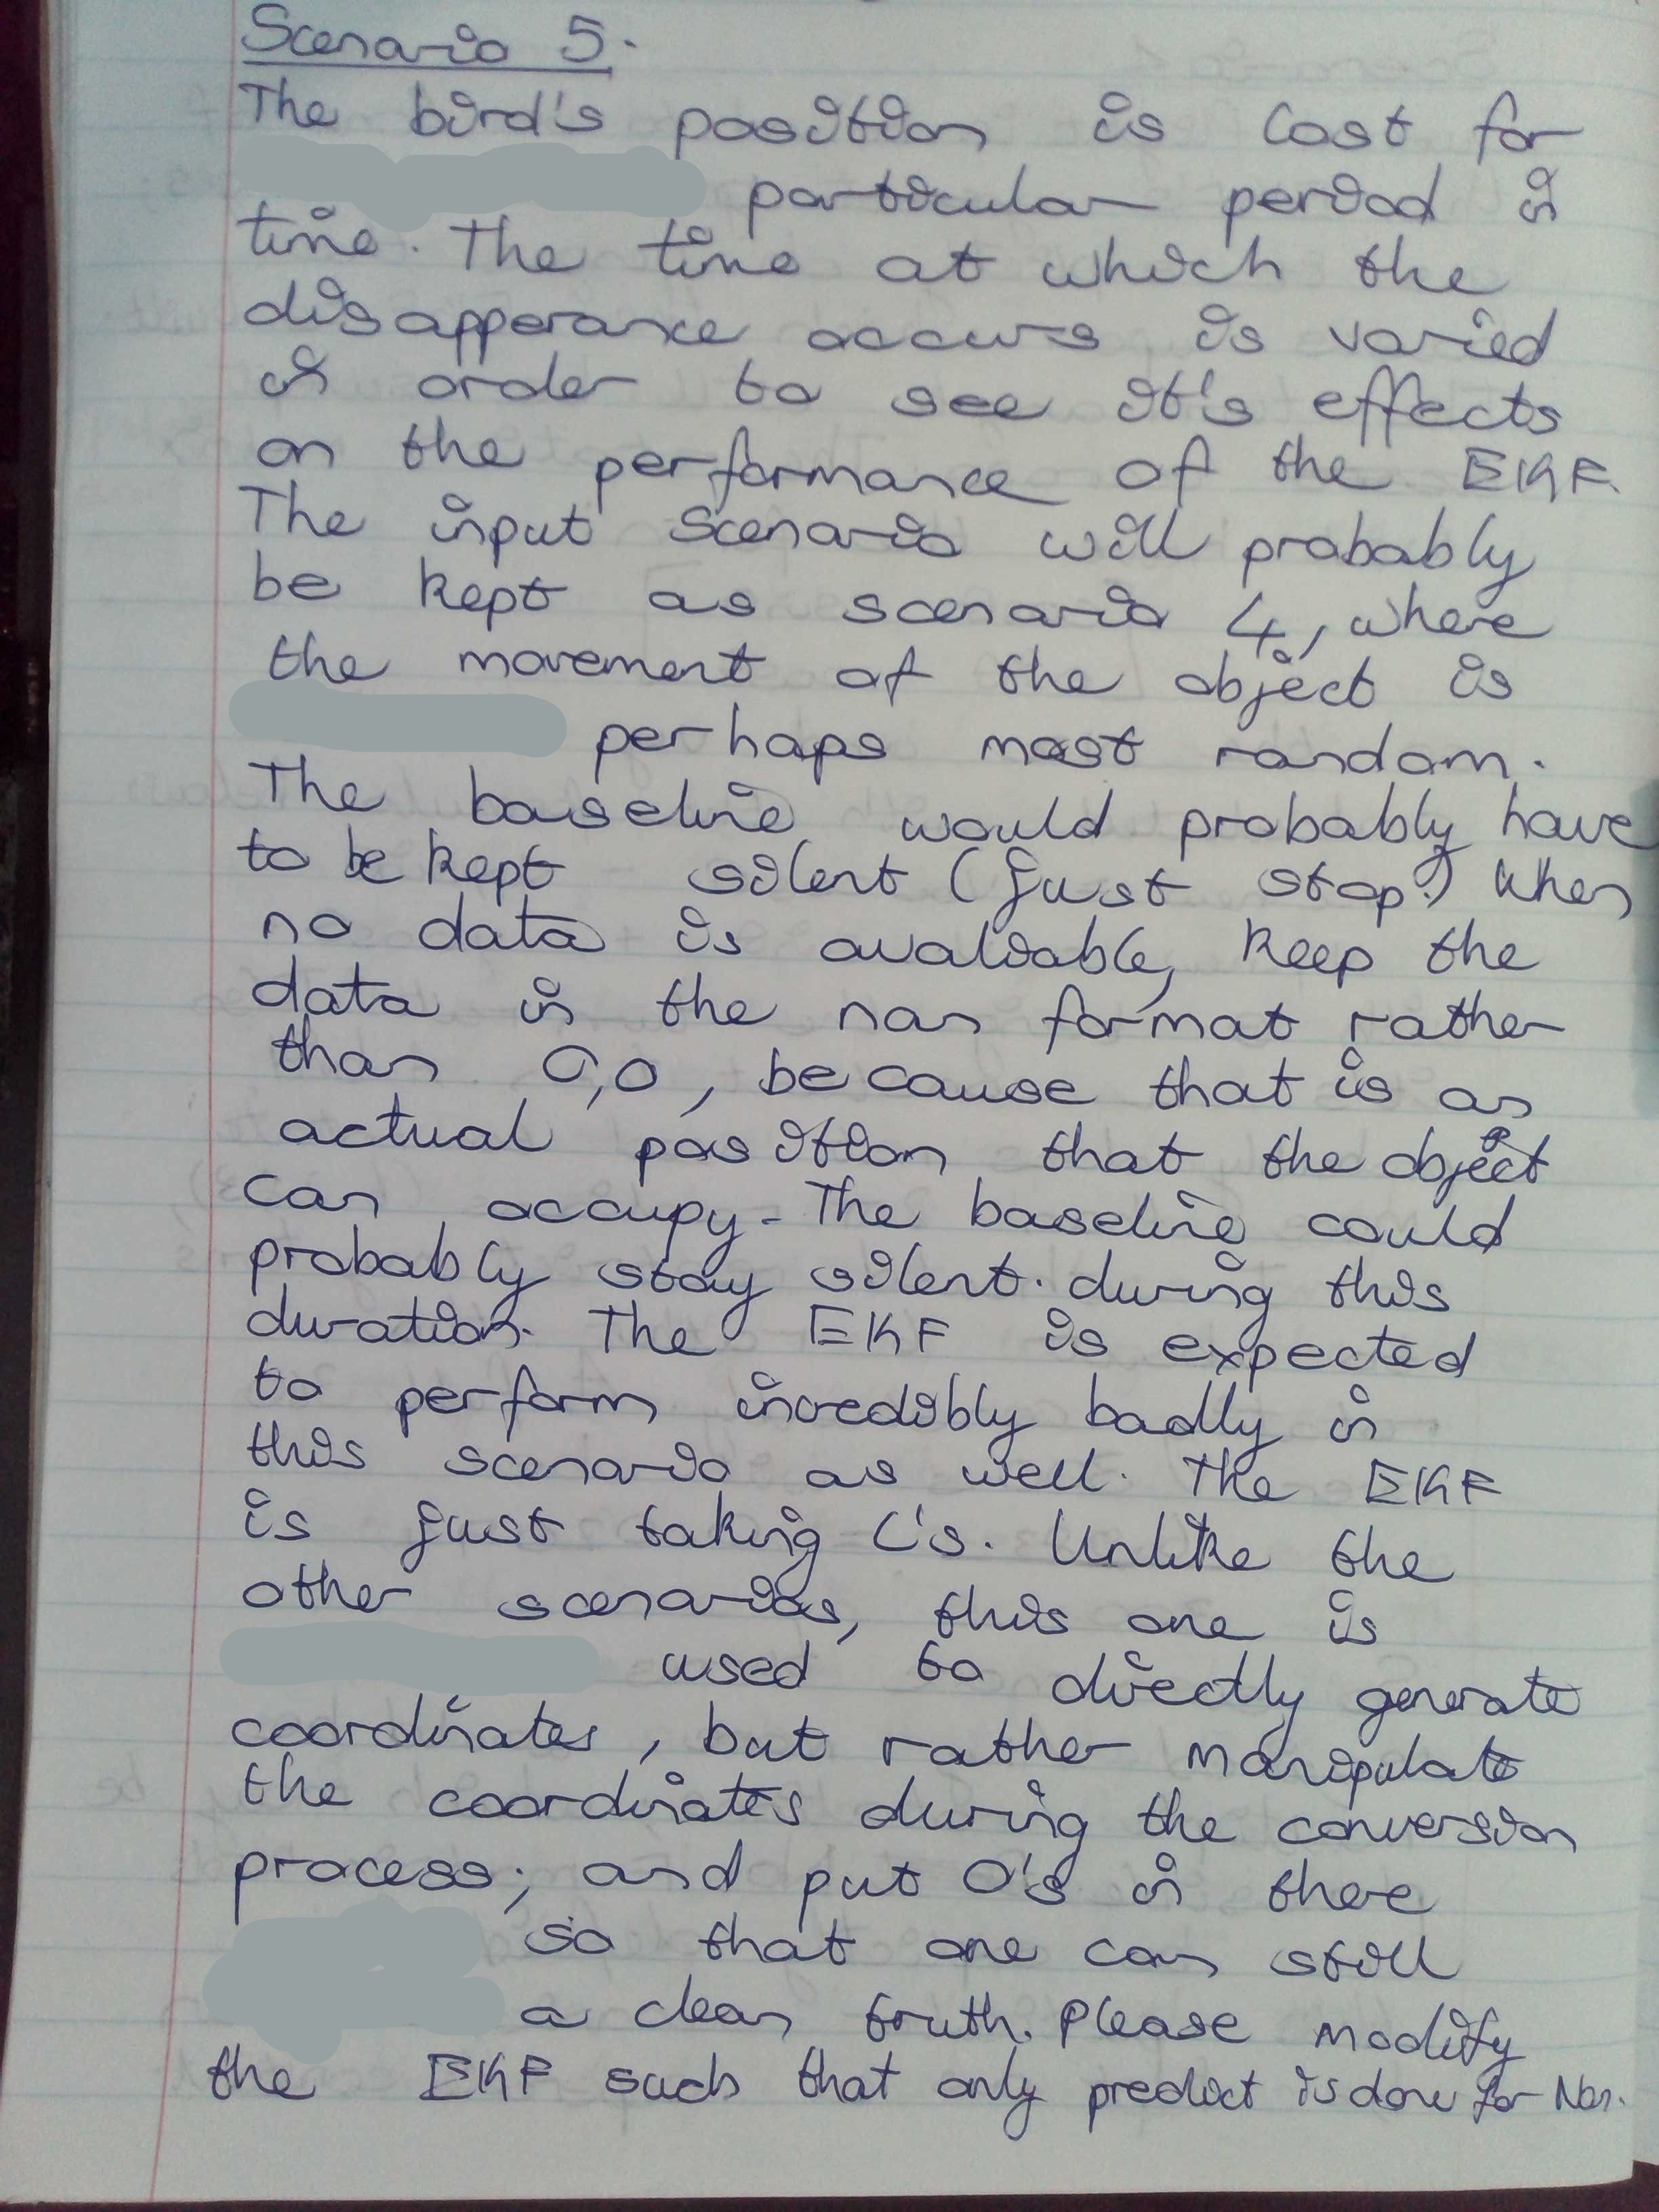 Scenario 5.
The bird's position is lost for
particular period in
time. The time at which the
disapperance occurs is varied
in order to see it's effects
on the performance of the EKF.
The input scenario will probably
be kept as scenario 4, where
the movement of the object is
perhaps most random.
The baseline would probably have
to be kept silent (just stop?) when
no data is avaliable, keep the
data in the nan format rather
than 0,0, because that is an
actual position that the object
can occupy. The baseline could
probably stay silent during this
duration. The EKF is expected
to perform incredibly badly in
this scenario as well. The EKF
is just taking L's. Unlike the
other scenarios, this one is
used to directly generate
coordinates, but rather manipulate
the coordinates during the conversion
process; and put 0's in there
so that one can still
a clean truth. Please modify
the EKF such that only predict is done for Nan.